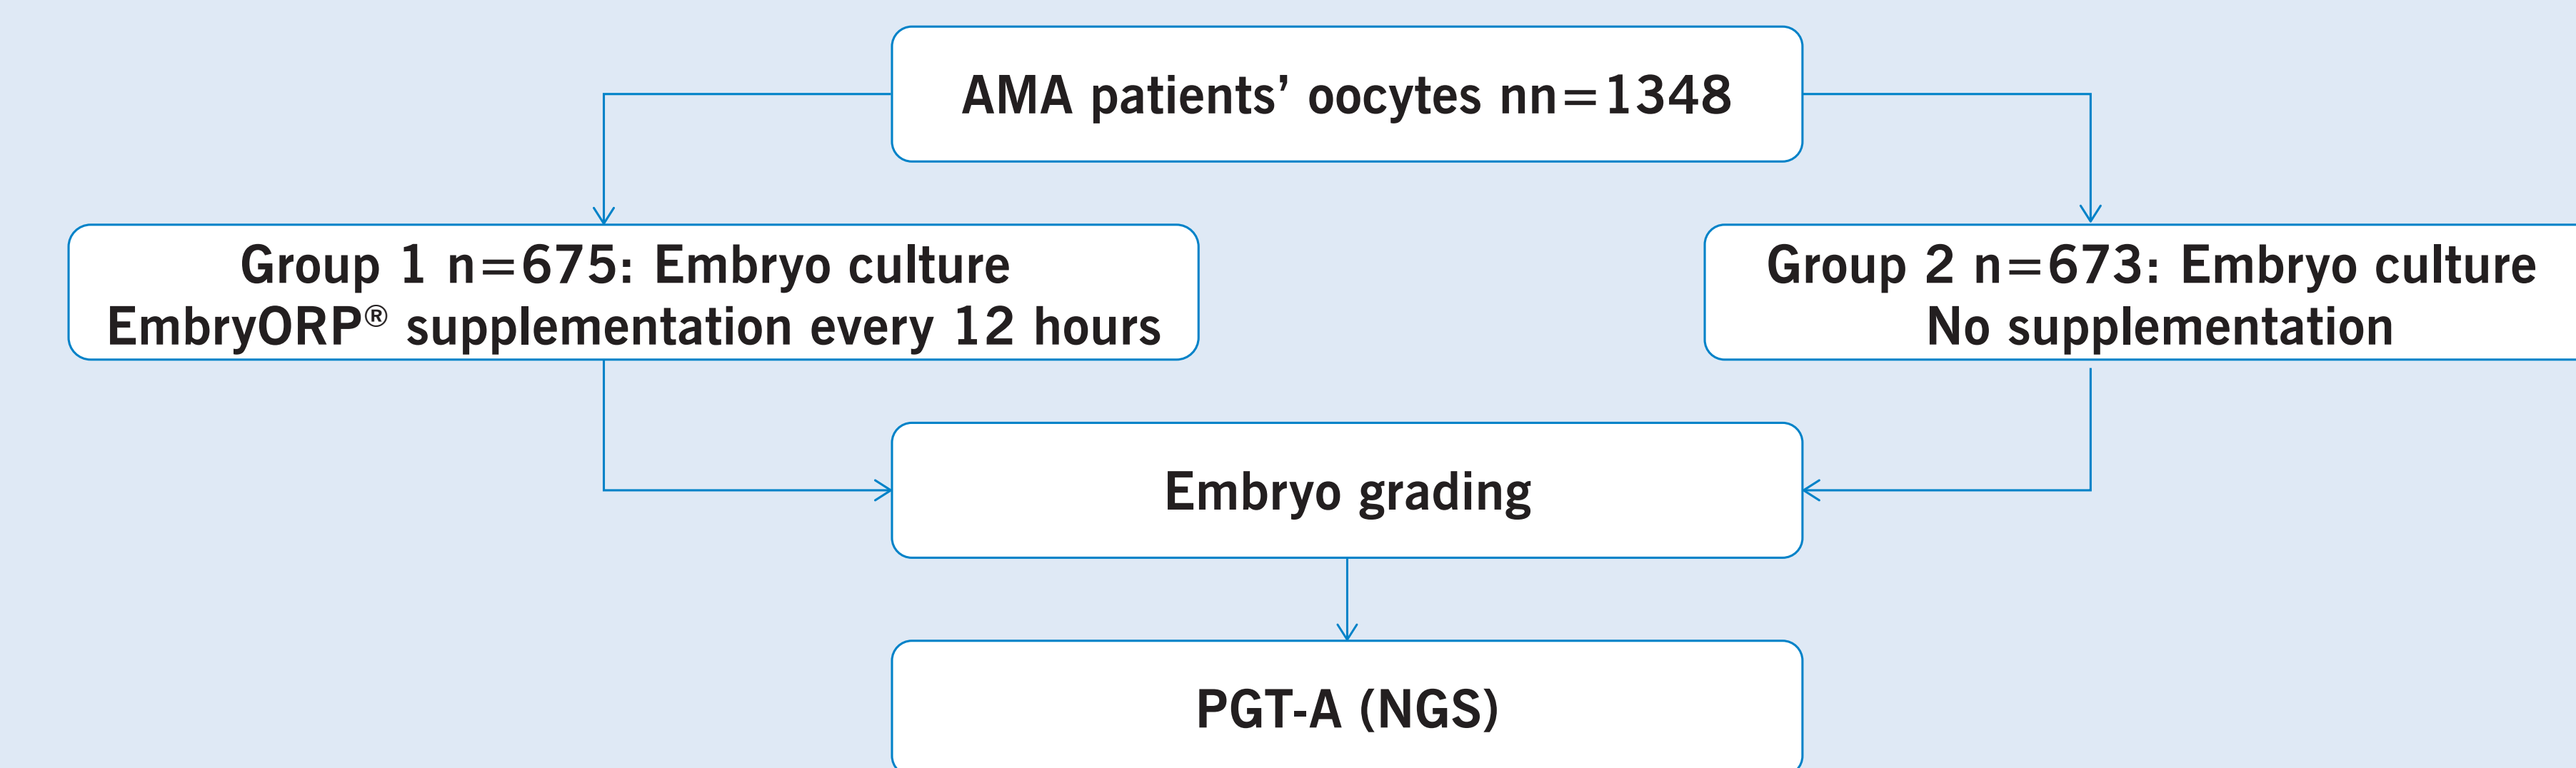 AMA patients’ oocytes nn=1348
Group 1 n=675: Embryo culture
EmbryORP® supplementation every 12 hours
Group 2 n=673: Embryo culture
No supplementation
Embryo grading
PGT-A (NGS)